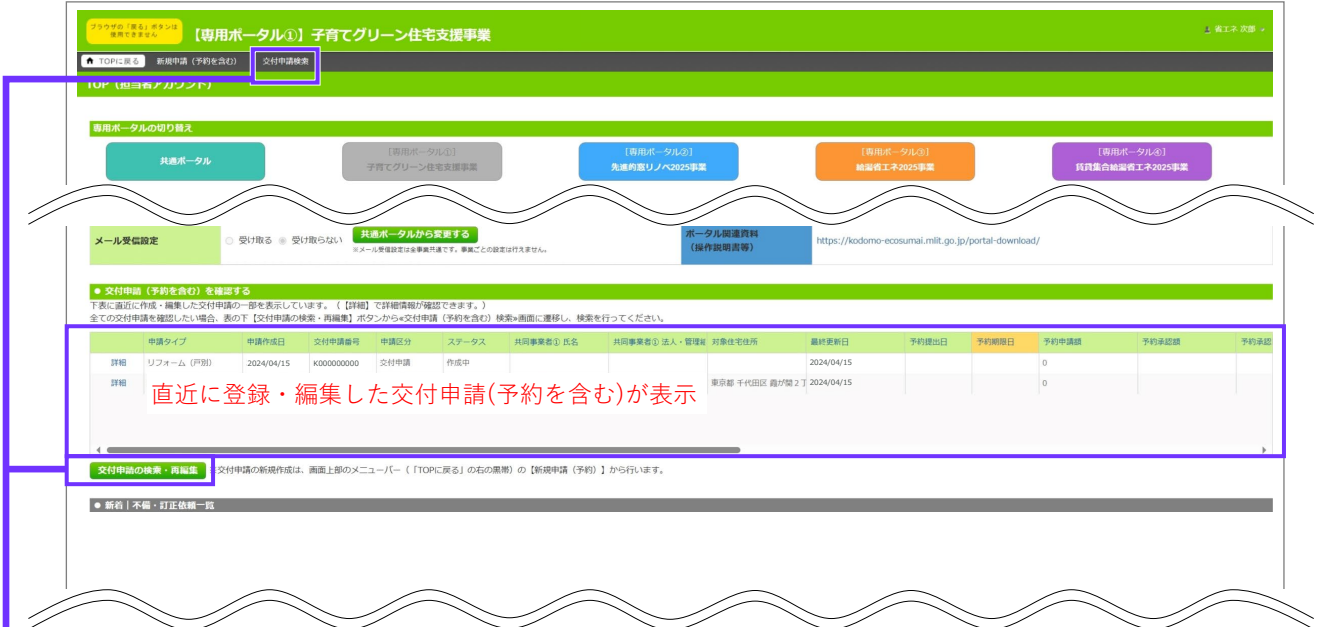 ブラウザの「戻る」ボタンは
使用できません
【専用ポータル①】子育てグリーン住宅支援事業
省エネ 次郎
TOPに戻る 新規申請（予約を含む） 交付申請検索
TOP（担当者アカウント）
専用ポータルの切り替え
共通ポータル
［専用ポータル①］
子育てグリーン住宅支援事業
［専用ポータル②］
先進的窓リノベ2025事業
［専用ポータル③］
給湯省エネ2025事業
［専用ポータル④］
賃貸集合給湯省エネ2025事業
メール受信設定 受け取る 受け取らない 共通ポータルから変更する
※メール受信設定は全事業共通です。事業ごとの設定は行えません。
ポータル関連資料
（操作説明書等）
https://kodomo-ecosumai.mlit.go.jp/portal-download/
● 交付申請（予約を含む）を確認する
下表に直近に作成・編集した交付申請の一部を表示しています。（【詳細】で詳細情報が確認できます。）
全ての交付申請を確認したい場合、表の下【交付申請の検索・再編集】ボタンから«交付申請（予約を含む）検索»画面に遷移し、検索を行ってください。
申請タイプ 申請作成日 交付申請番号 申請区分 ステータス 共同事業者① 氏名 共同事業者① 法人・管理組 対象住宅住所 最終更新日 予約提出日 予約期限日 予約申請額 予約承認額 予約承認
詳細 リフォーム（戸別） 2024/04/15 K000000000 交付申請 作成中 2024/04/15 0
詳細 東京都 千代田区 霞が関２丁 2024/04/15 0
直近に登録・編集した交付申請(予約を含む)が表示
交付申請の検索・再編集 交付申請の新規作成は、画面上部のメニューバー（「TOPに戻る」の右の黒帯）の【新規申請（予約）】から行います。
● 新着｜不備・訂正依頼一覧